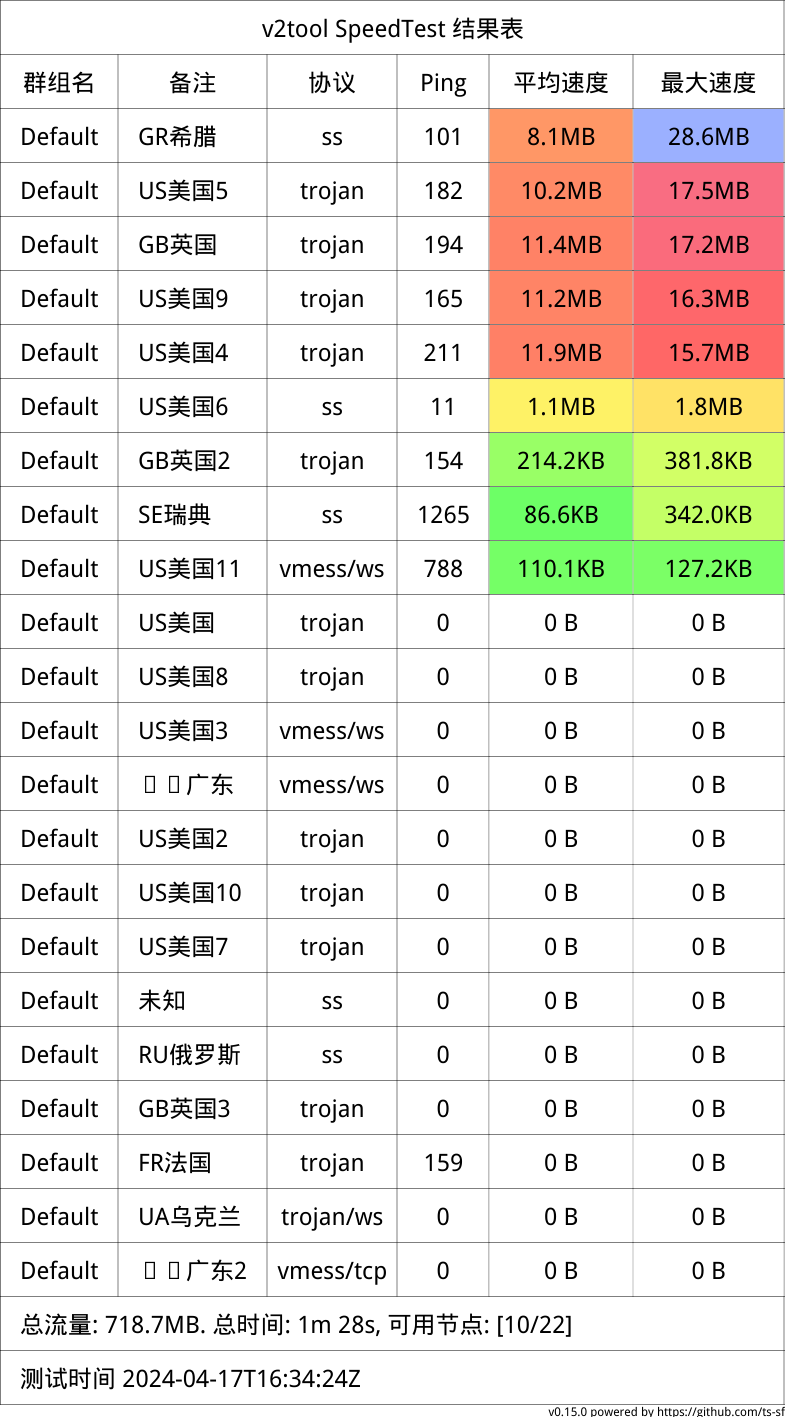 v2tool SpeedTest 结果表
群组名 备注 协议 Ping 平均速度 最大速度
Default GR希腊 ss 101 8.1MB 28.6MB
Default US美国5 trojan 182 10.2MB 17.5MB
Default GB英国 trojan 194 11.4MB 17.2MB
Default US美国9 trojan 165 11.2MB 16.3MB
Default US美国4 trojan 211 11.9MB 15.7MB
Default US美国6 ss 11 1.1MB 1.8MB
Default GB英国2 trojan 154 214.2KB 381.8KB
Default SE瑞典 ss 1265 86.6KB 342.0KB
Default US美国11 vmess/ws 788 110.1KB 127.2KB
Default US美国 trojan 0 0 B 0 B
Default US美国8 trojan 0 0 B 0 B
Default US美国3 vmess/ws 0 0 B 0 B
Default 广东 vmess/ws 0 0 B 0 B
Default US美国2 trojan 0 0 B 0 B
Default US美国10 trojan 0 0 B 0 B
Default US美国7 trojan 0 0 B 0 B
Default 未知 ss 0 0 B 0 B
Default RU俄罗斯 ss 0 0 B 0 B
Default GB英国3 trojan 0 0 B 0 B
Default FR法国 trojan 159 0 B 0 B
Default UA乌克兰 trojan/ws 0 0 B 0 B
Default 广东2 vmess/tcp 0 0 B 0 B
总流量: 718.7MB. 总时间: 1m 28s, 可用节点: [10/22]
测试时间 2024-04-17T16:34:24Z
v0.15.0 powered by https://github.com/ts-sf